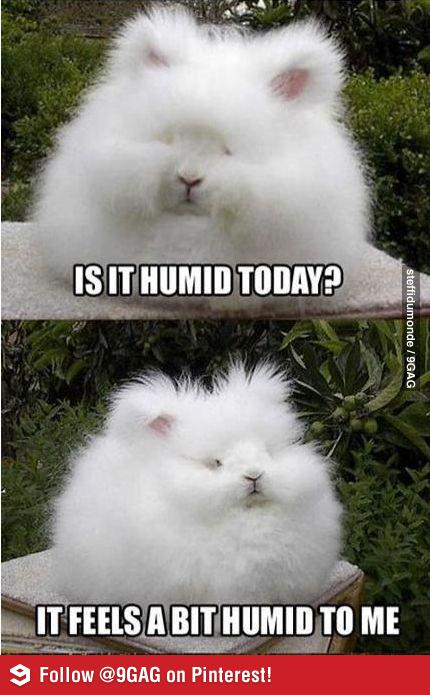 IS IT HUMID TODAY?
steffidumonde / 9GAG
IT FEELS A BIT HUMID TO ME
Follow @9GAG on Pinterest!